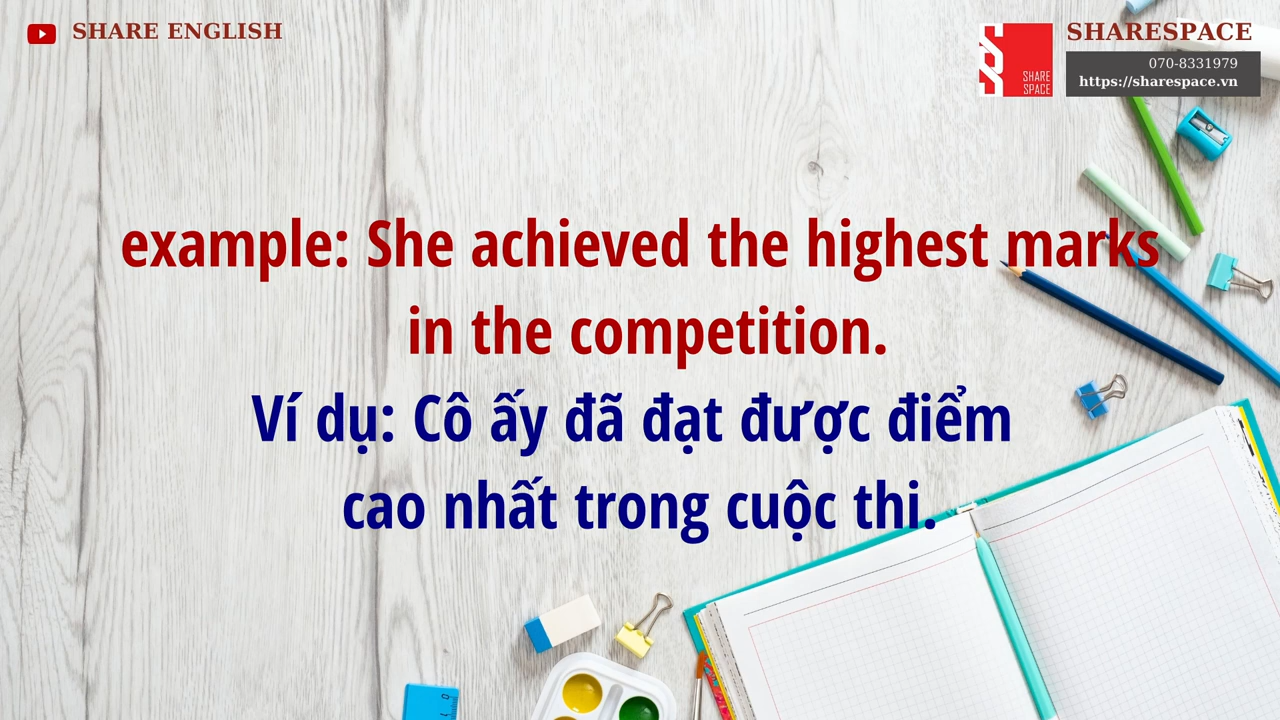 SHARE ENGLISH
SHARE
SPACE
SHARESPACE
070-8331979
https://sharespace.vn
example: She achieved the highest marks
in the competition.
Ví dụ: Cô ấy đã đạt được điểm
cao nhất trong cuộc thi.